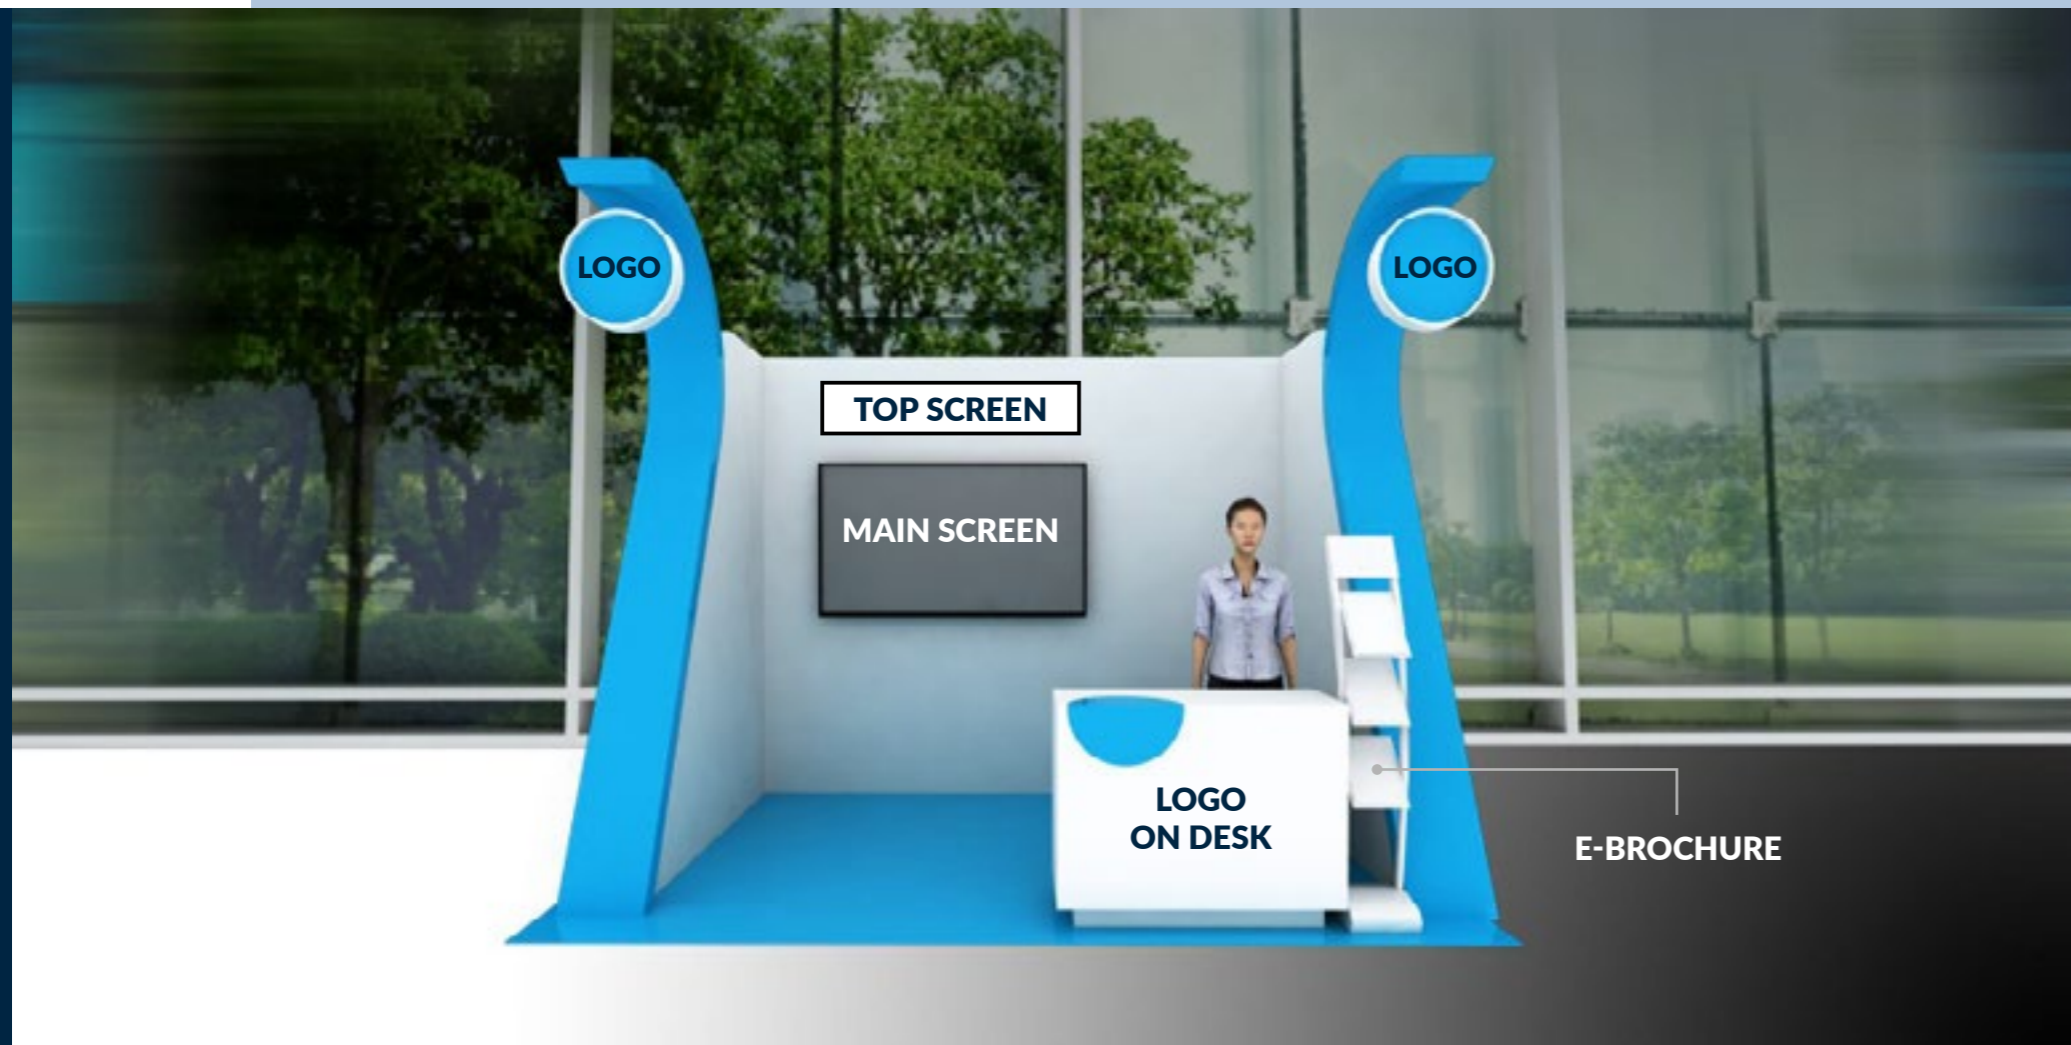 LOGO
LOGO
TOP SCREEN
MAIN SCREEN
LOGO
ON DESK
E-BROCHURE